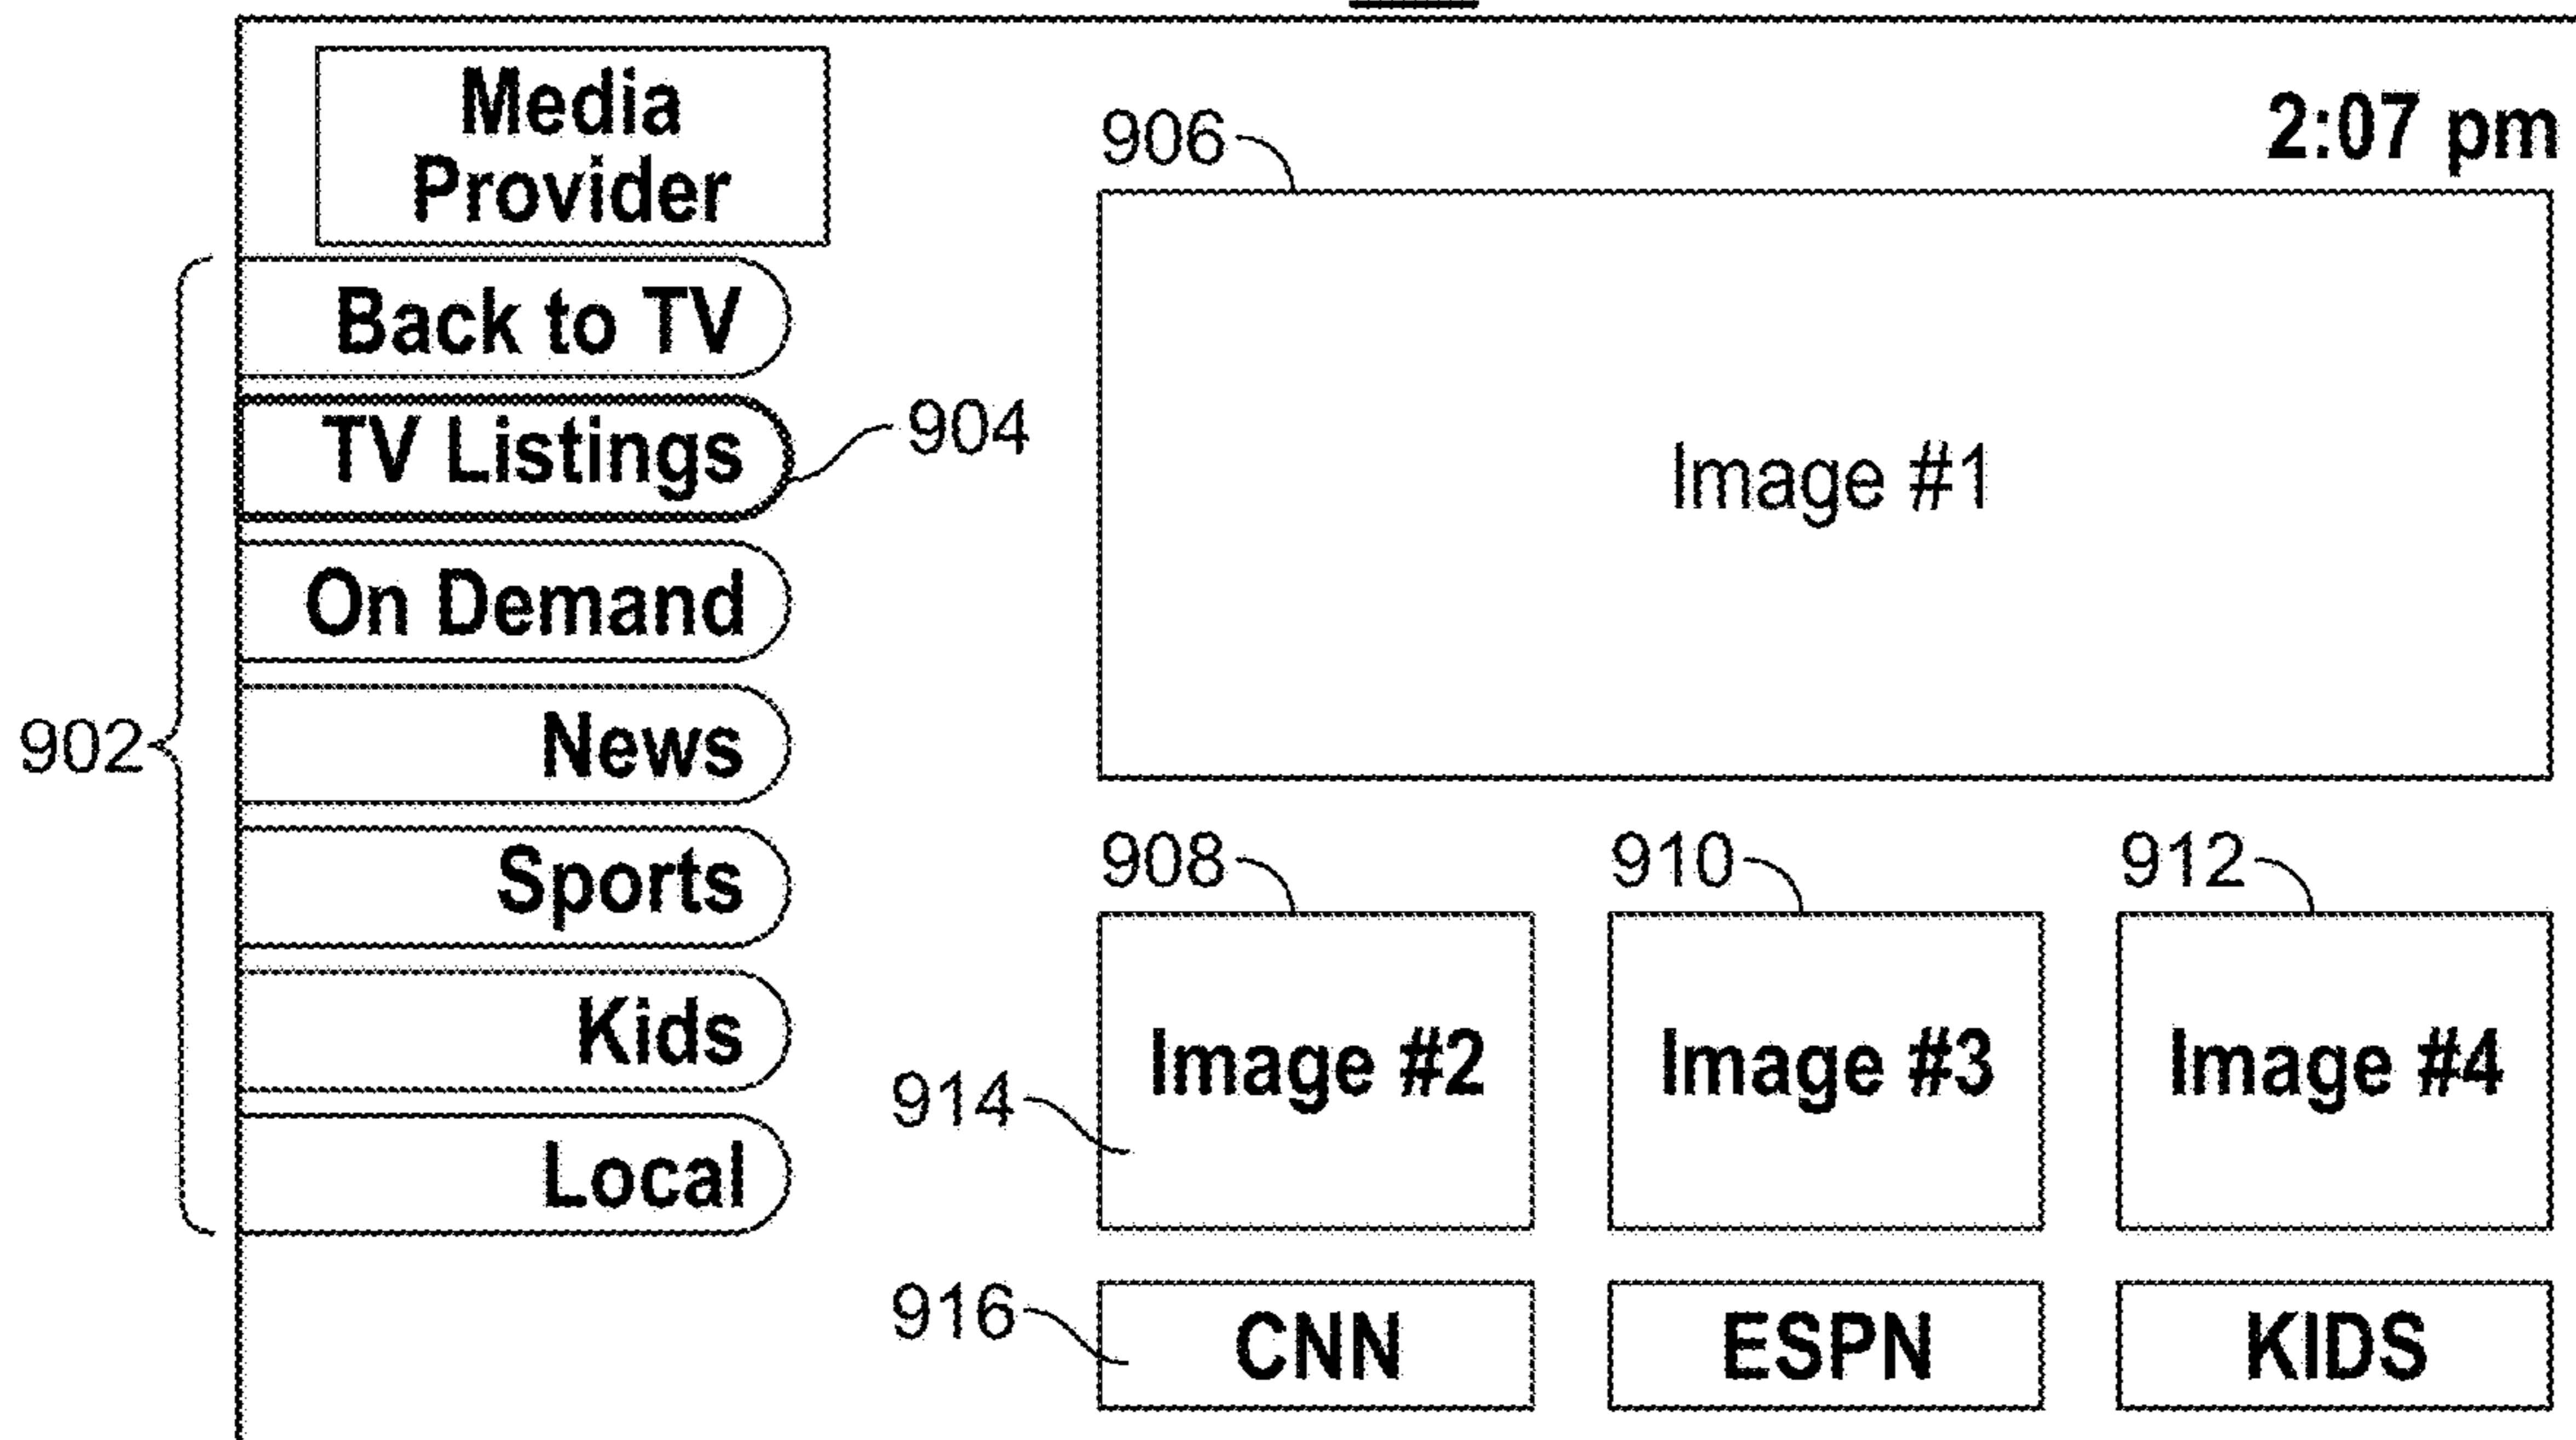 Media
Provider
2:07 pm
906
Back to TV
904
TV Listings
Image #1
On Demand
902
News
Sports
Kids
Local
908
910
912
Image #2
Image #3
Image #4
914
916
CNN
ESPN
KIDS